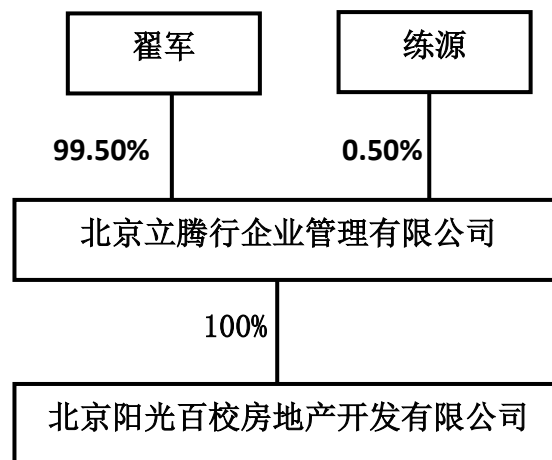 翟军
练源
99.50%
0.50%
北京立腾行企业管理有限公司
100%
北京阳光百校房地产开发有限公司